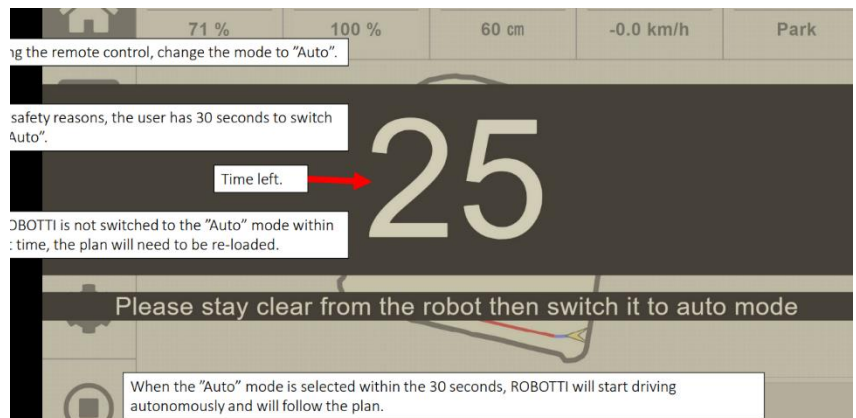 71 %
100 %
60 cm
-0.0 km/h
Park
ng the remote control, change the mode to "Auto".
safety reasons, the user has 30 seconds to switch
"Auto".
25
Time left.
OBOTTI is not switched to the "Auto" mode within
t time, the plan will need to be re-loaded.
Please stay clear from the robot then switch it to auto mode
When the "Auto" mode is selected within the 30 seconds, ROBOTTI will start driving
autonomously and will follow the plan.